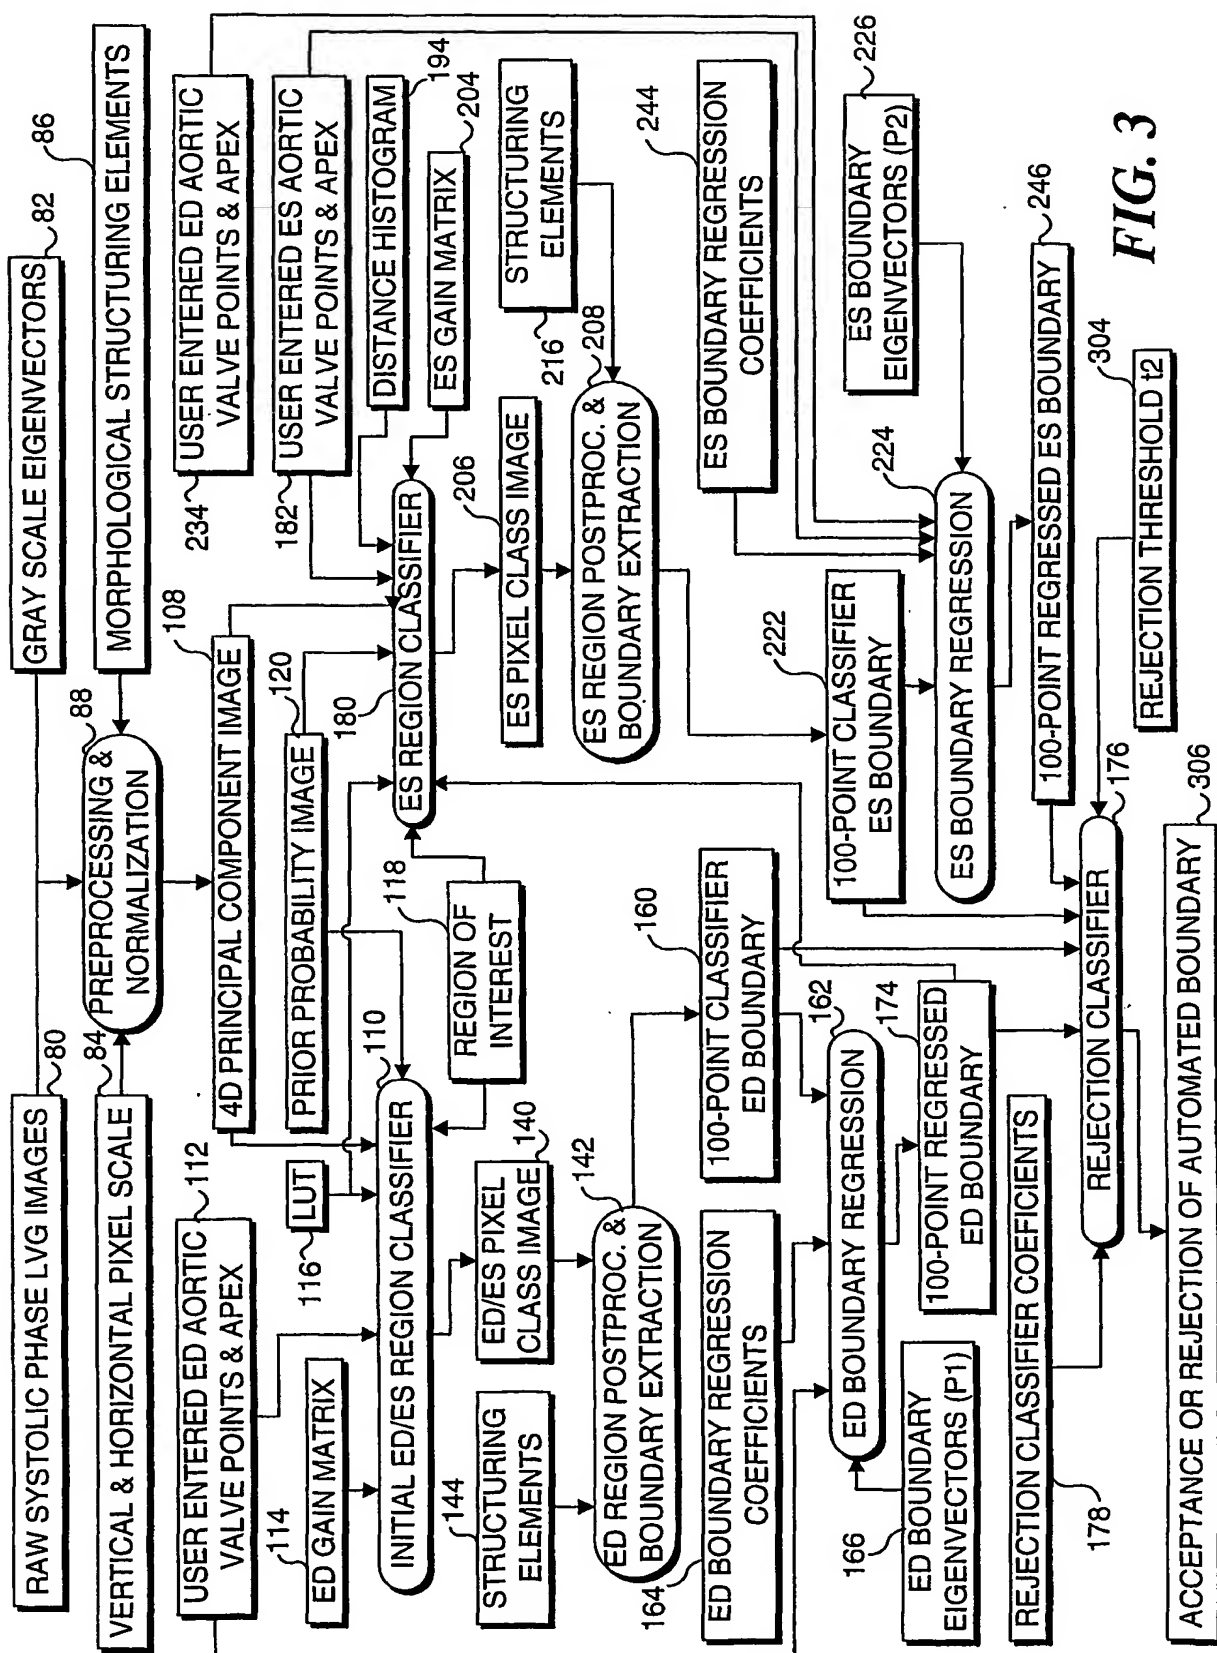 RAW SYSTOLIC PHASE LVG IMAGES
80
GRAY SCALE EIGENVECTORS
82
VERTICAL & HORIZONTAL PIXEL SCALE
84
PREPROCESSING &
NORMALIZATION
88
MORPHOLOGICAL STRUCTURING ELEMENTS
86
USER ENTERED ED AORTIC
VALVE POINTS & APEX
112
4D PRINCIPAL COMPONENT IMAGE
108
USER ENTERED ED AORTIC
VALVE POINTS & APEX
234
ED GAIN MATRIX
114
LUT
116
PRIOR PROBABILITY IMAGE
120
USER ENTERED ES AORTIC
VALVE POINTS & APEX
182
DISTANCE HISTOGRAM
194
INITIAL ED/ES REGION CLASSIFIER
110
REGION OF
INTEREST
118
ES REGION CLASSIFIER
180
ES GAIN MATRIX
204
STRUCTURING
ELEMENTS
144
ED/ES PIXEL
CLASS IMAGE
140
ES PIXEL CLASS IMAGE
206
STRUCTURING
ELEMENTS
216
ED REGION POSTPROC. &
BOUNDARY EXTRACTION
142
ES REGION POSTPROC. &
BOUNDARY EXTRACTION
208
ED BOUNDARY REGRESSION
COEFFICIENTS
164
100-POINT CLASSIFIER
ED BOUNDARY
160
ES BOUNDARY REGRESSION
COEFFICIENTS
244
ED BOUNDARY REGRESSION
162
100-POINT CLASSIFIER
ES BOUNDARY
222
ES BOUNDARY
EIGENVECTORS (P2)
226
ED BOUNDARY
EIGENVECTORS (P1)
166
100-POINT REGRESSED
ED BOUNDARY
174
ES BOUNDARY REGRESSION
224
REJECTION CLASSIFIER COEFICIENTS
178
100-POINT REGRESSED ES BOUNDARY
246
REJECTION CLASSIFIER
176
REJECTION THRESHOLD t2
304
ACCEPTANCE OR REJECTION OF AUTOMATED BOUNDARY
306
FIG. 3